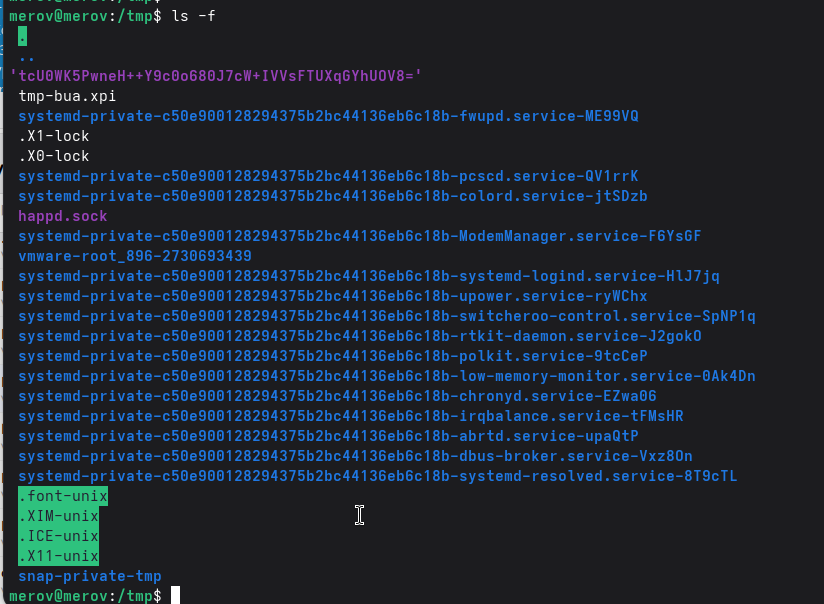 merov@merov:/tmp$ ls -f
.
..
'tcU0WK5PwneH++Y9c0o680J7cW+IVVsFTUXqGYhUOV8='
tmp-bua.xpi
systemd-private-c50e900128294375b2bc44136eb6c18b-fwupd.service-ME99VQ
.X1-lock
.X0-lock
systemd-private-c50e900128294375b2bc44136eb6c18b-pcscd.service-QV1rrK
systemd-private-c50e900128294375b2bc44136eb6c18b-colord.service-jtSDzb
happd.sock
systemd-private-c50e900128294375b2bc44136eb6c18b-ModemManager.service-F6YsGF
vmware-root_896-2730693439
systemd-private-c50e900128294375b2bc44136eb6c18b-systemd-logind.service-HlJ7jq
systemd-private-c50e900128294375b2bc44136eb6c18b-upower.service-ryWChx
systemd-private-c50e900128294375b2bc44136eb6c18b-switcheroo-control.service-SpNP1q
systemd-private-c50e900128294375b2bc44136eb6c18b-rtkit-daemon.service-J2gokO
systemd-private-c50e900128294375b2bc44136eb6c18b-polkit.service-9tcCeP
systemd-private-c50e900128294375b2bc44136eb6c18b-low-memory-monitor.service-0Ak4Dn
systemd-private-c50e900128294375b2bc44136eb6c18b-chronyd.service-EZwa06
systemd-private-c50e900128294375b2bc44136eb6c18b-irqbalance.service-tFMsHR
systemd-private-c50e900128294375b2bc44136eb6c18b-abrtd.service-upaQtP
systemd-private-c50e900128294375b2bc44136eb6c18b-dbus-broker.service-Vxz8On
systemd-private-c50e900128294375b2bc44136eb6c18b-systemd-resolved.service-8T9cTL
.font-unix
.XIM-unix
.ICE-unix
.X11-unix
snap-private-tmp
merov@merov:/tmp$